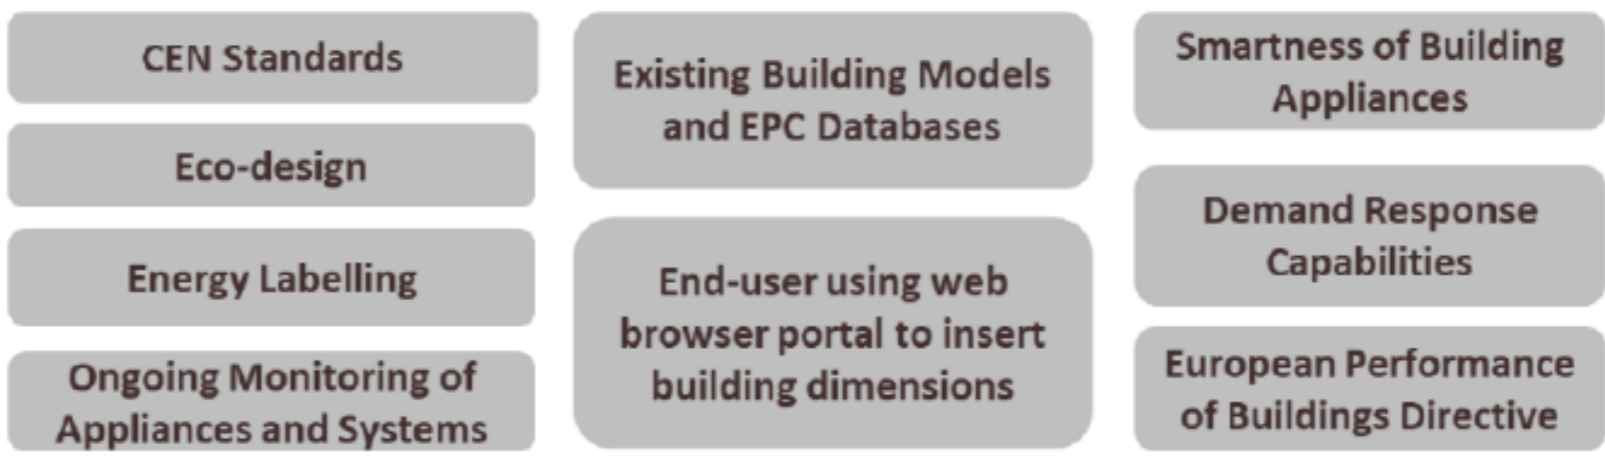 CEN Standards
Eco-design
Energy Labelling
Ongoing Monitoring of
Appliances and Systems
Existing Building Models
and EPC Databases
End-user using web
browser portal to insert
building dimensions
Smartness of Building
Appliances
Demand Response
Capabilities
European Performance
of Buildings Directive